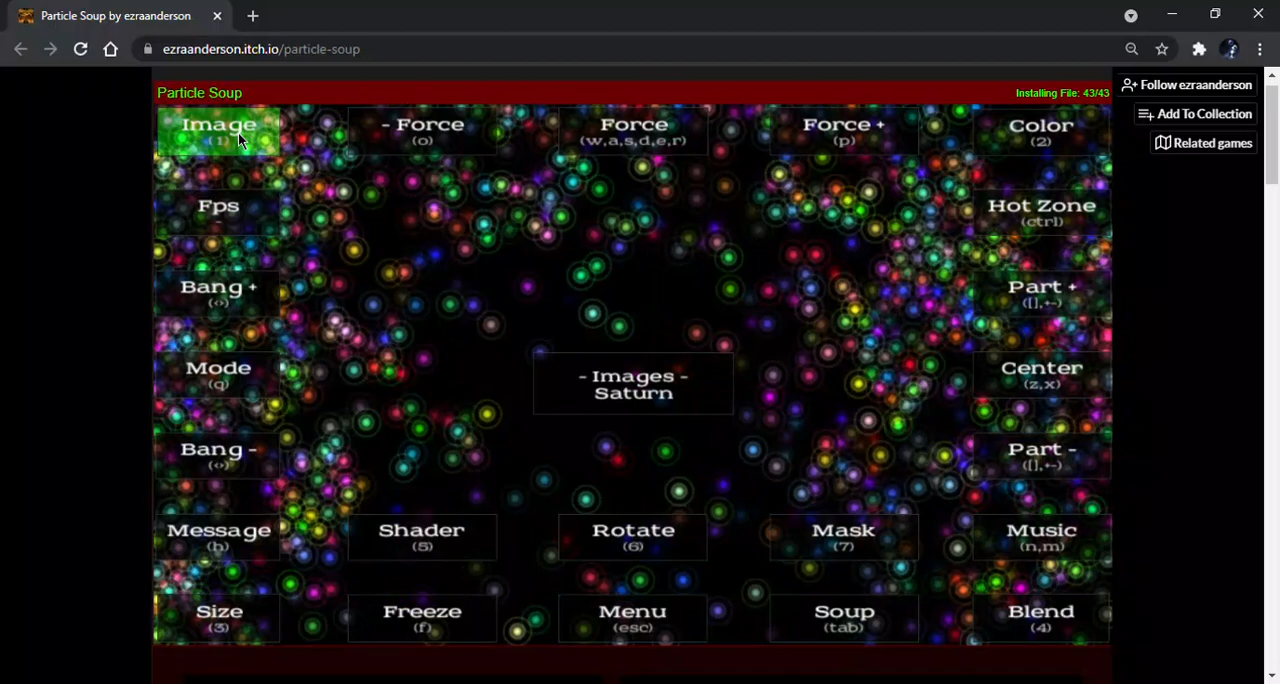 Particle Soup by ezraanderson
ezraanderson.itch.io/particle-soup
Follow ezraanderson
Add To Collection
Related games
Particle Soup
Installing File: 43/43
Image
(1)
- Force
(o)
Force
(w,a,s,d,e,r)
Force +
(p)
Color
(2)
Fps
-
Hot Zone
(ctrl)
Bang +
(<>)
Part +
([],+-)
Mode
(q)
- Images -
Saturn
Center
(z,x)
Bang -
(<>)
Part -
([],+-)
Message
(h)
Shader
(5)
Rotate
(6)
Mask
(7)
Music
(n,m)
Size
(3)
Freeze
(f)
Menu
(esc)
Soup
(tab)
Blend
(4)